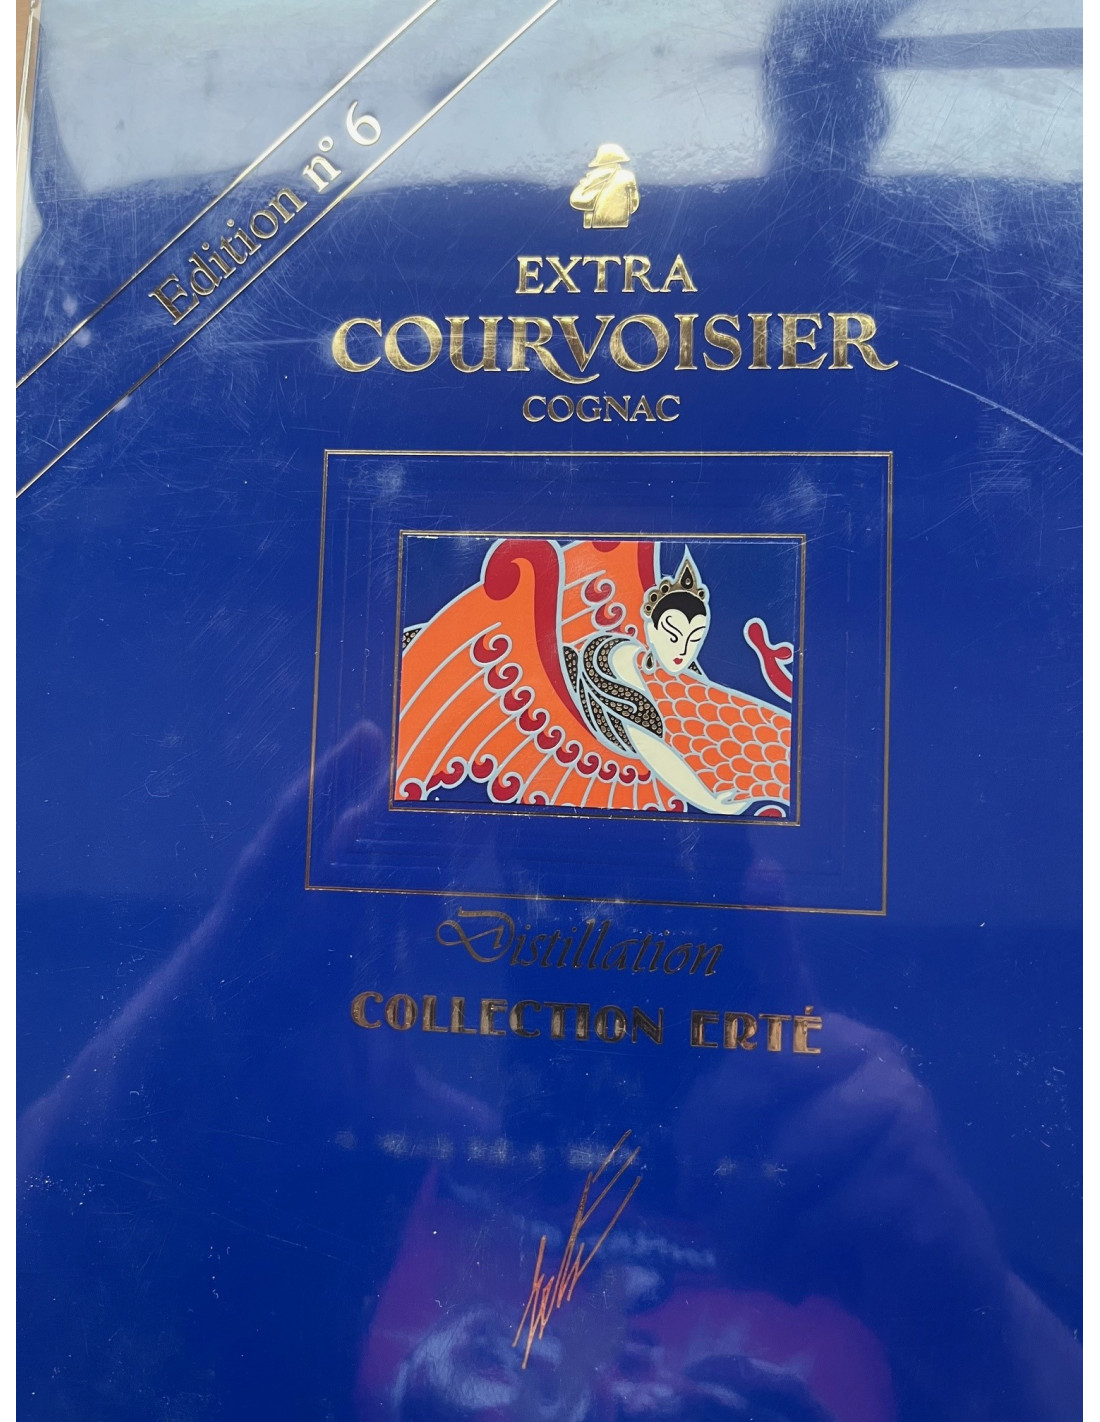 Edition n° 6
EXTRA
COURVOISIER
COGNAC
Distillation
COLLECTION ERTÉ